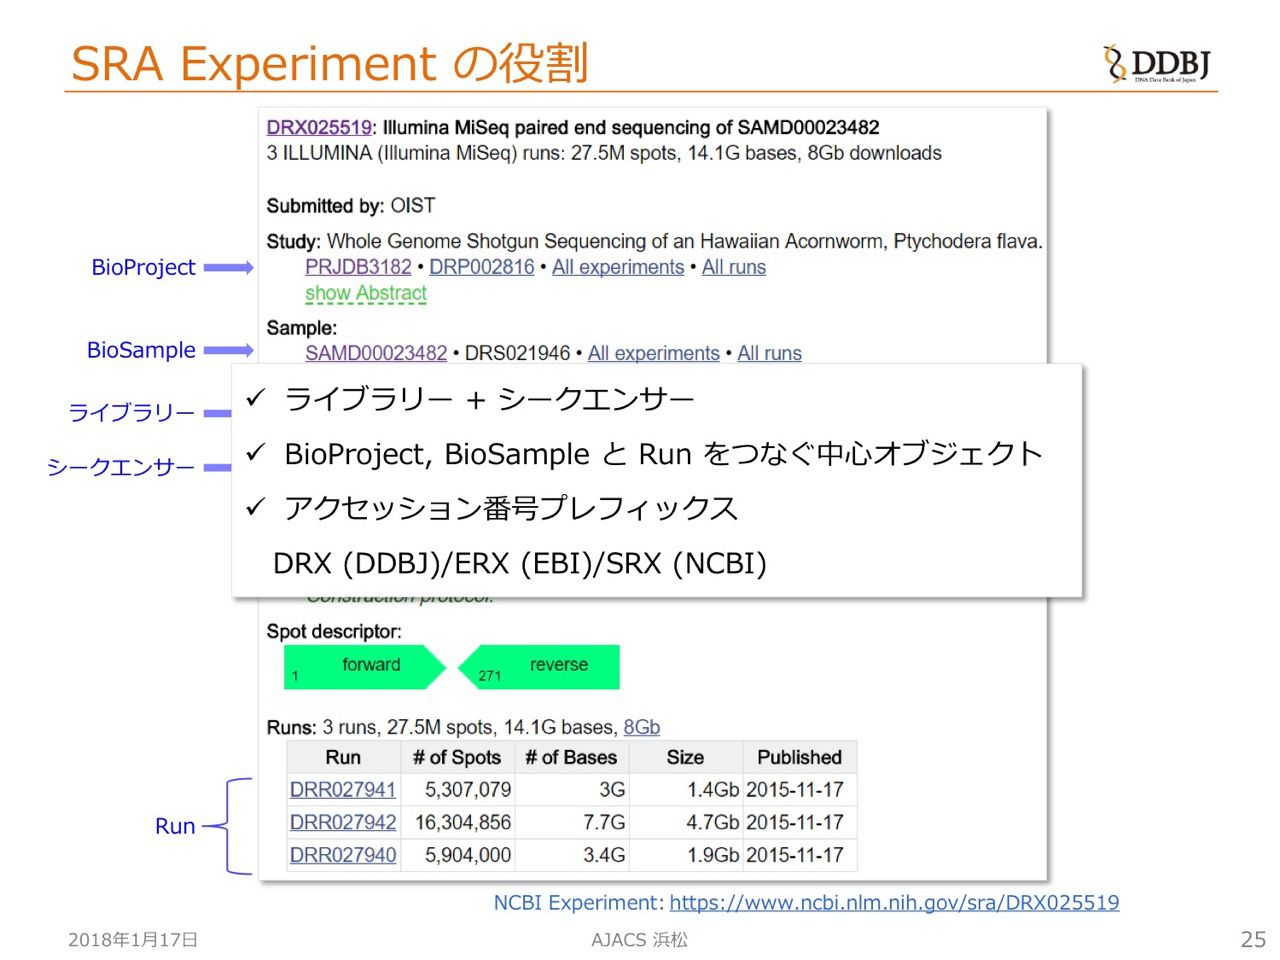 SRA Experiment の役割
DDBJ
DNA Data Bank of Japan
DRX025519: Illumina MiSeq paired end sequencing of SAMD00023482
3 ILLUMINA (Illumina MiSeq) runs: 27.5M spots, 14.1G bases, 8Gb downloads
Submitted by: OIST
Study: Whole Genome Shotgun Sequencing of an Hawaiian Acornworm, Ptychodera flava.
BioProject
PRJDB3182 • DRP002816 • All experiments • All runs
show Abstract
Sample:
BioSample
SAMD00023482 • DRS021946 • All experiments • All runs
ライブラリー
シークエンサー
✓ ライブラリー + シークエンサー
✓ BioProject, BioSample と Run をつなぐ中心オブジェクト
✓ アクセッション番号プレフィックス
DRX (DDBJ)/ERX (EBI)/SRX (NCBI)
Construction protocol:
Spot descriptor:
1 forward 271 reverse
Runs: 3 runs, 27.5M spots, 14.1G bases, 8Gb
Run # of Spots # of Bases Size Published
DRR027941 5,307,079 3G 1.4Gb 2015-11-17
DRR027942 16,304,856 7.7G 4.7Gb 2015-11-17
DRR027940 5,904,000 3.4G 1.9Gb 2015-11-17
Run
NCBI Experiment: https://www.ncbi.nlm.nih.gov/sra/DRX025519
2018年1月17日
AJACS 浜松
25